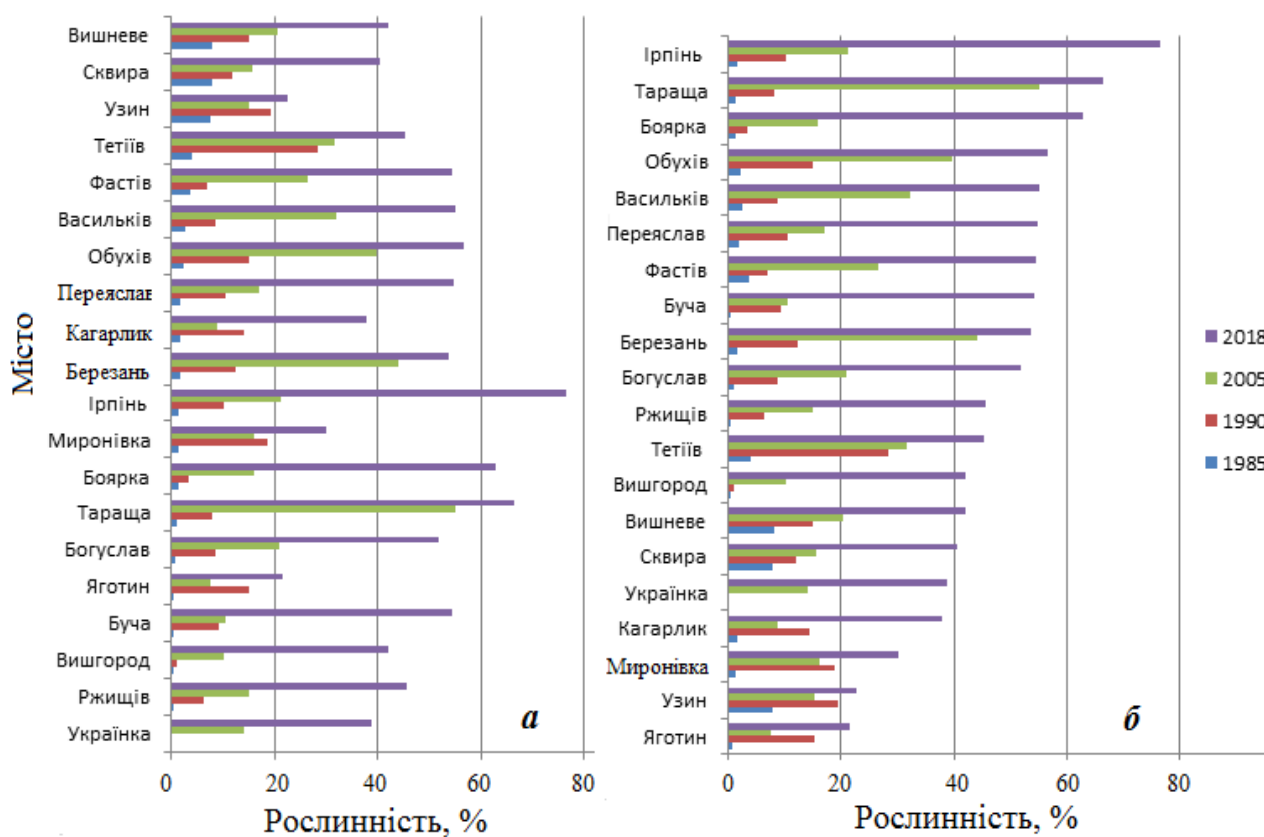 Місто
Вишневе
Сквира
Узин
Тетіїв
Фастів
Васильків
Обухів
Переяслав
Кагарлик
Березань
Ірпінь
Миронівка
Боярка
Тараща
Богуслав
Яготин
Буча
Вишгород
Ржищів
Українка
а
0 20 40 60 80
Рослинність, %
Ірпінь
Тараща
Боярка
Обухів
Васильків
Переяслав
Фастів
Буча
Березань
Богуслав
Ржищів
Тетіїв
Вишгород
Вишневе
Сквира
Українка
Кагарлик
Миронівка
Узин
Яготин
б
0 20 40 60 80
Рослинність, %
2018
2005
1990
1985